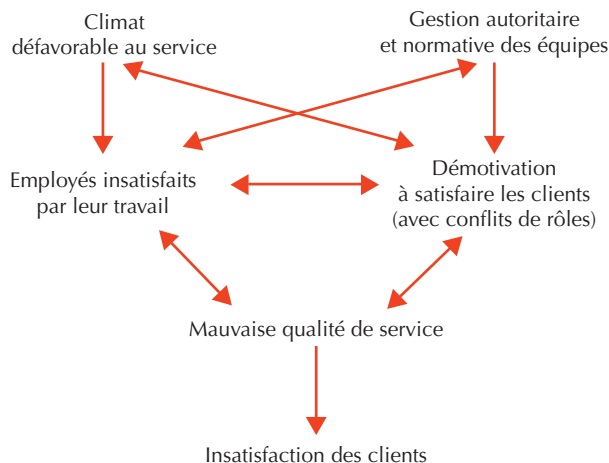 Climat
défavorable au service
Gestion autoritaire
et normative des équipes
Employés insatisfaits
par leur travail
Démotivation
à satisfaire les clients
(avec conflits de rôles)
Mauvaise qualité de service
Insatisfaction des clients